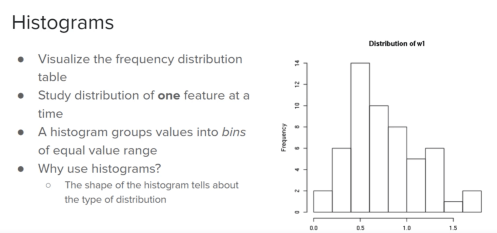 Histograms
● Visualize the frequency distribution
table
● Study distribution of one feature at a
time
● A histogram groups values into bins
of equal value range
● Why use histograms?
○ The shape of the histogram tells about
the type of distribution
Distribution of w1
Frequency
14
12
10
8
6
4
2
0
0.0 0.5 1.0 1.5